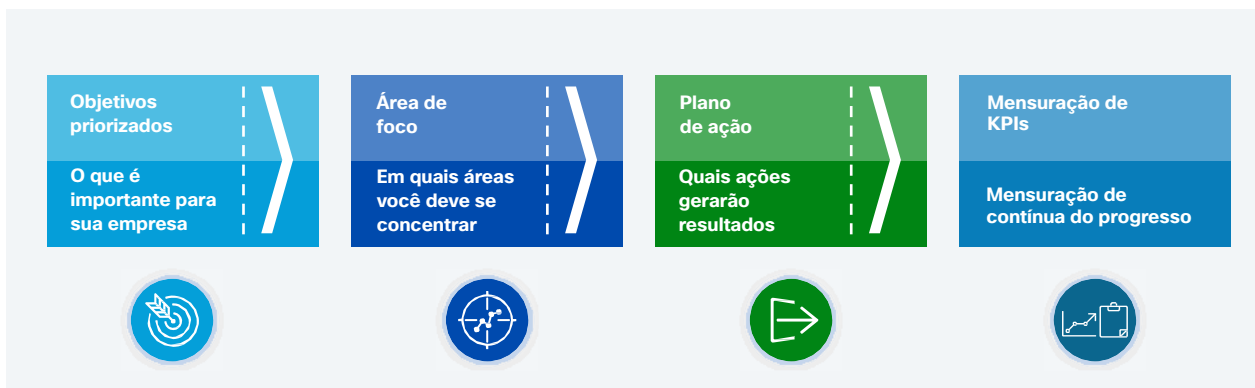 Objetivos
priorizados
O que é
importante para
sua empresa
Área de
foco
Em quais áreas
você deve se
concentrar
Plano
de ação
Quais ações
gerarão
resultados
Mensuração de
KPIs
Mensuração de
contínua do progresso